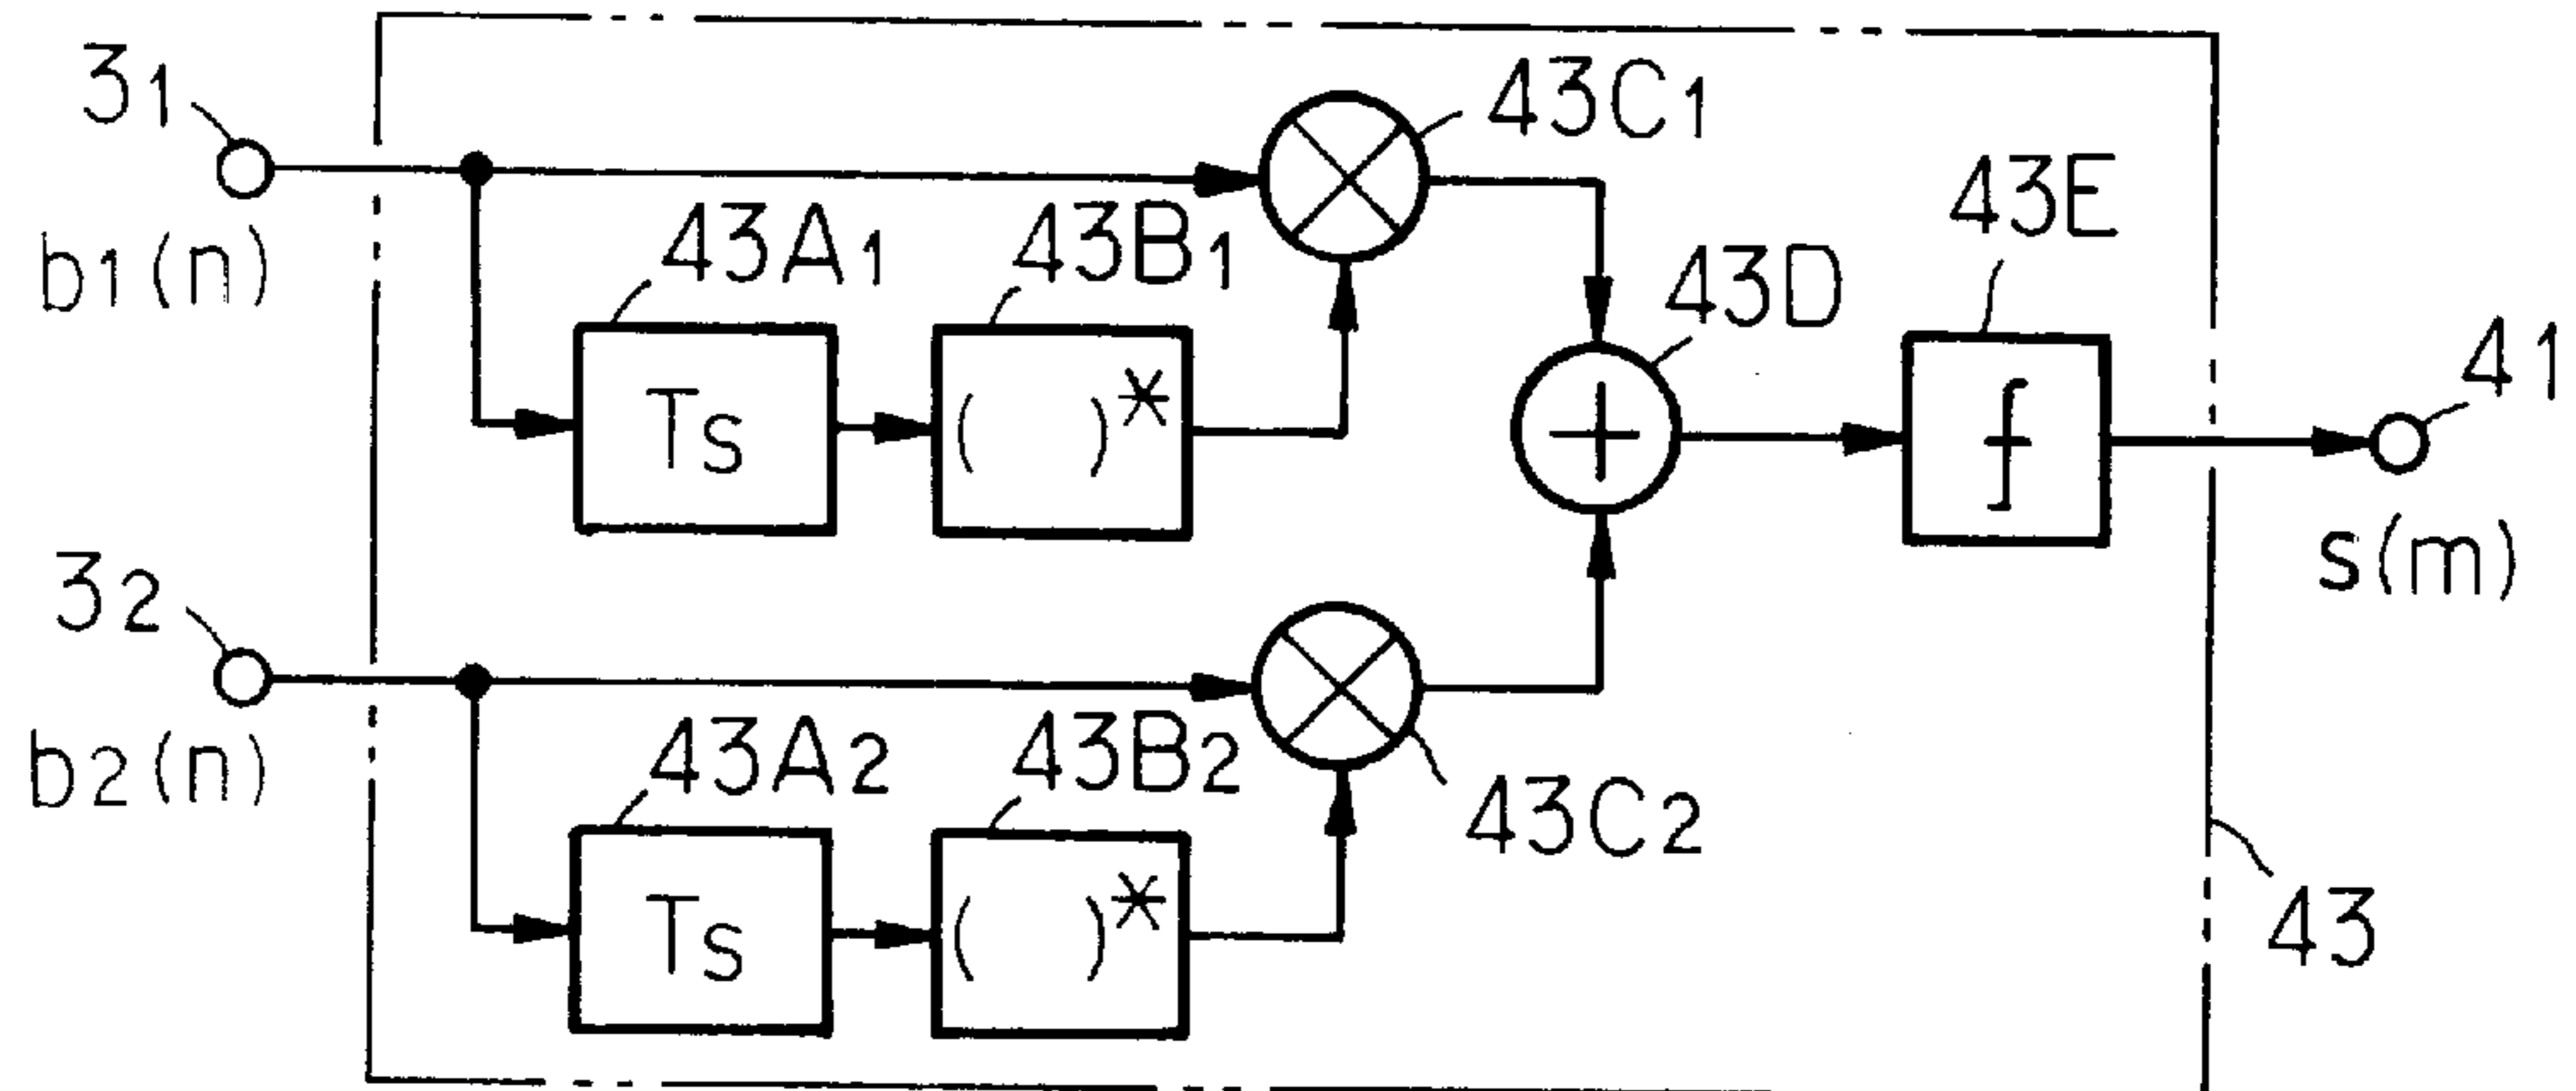 31
b1(n)
43A1
43B1
43C1
43D
43E
Ts
( )*
41
s(m)
32
b2(n)
43A2
43B2
43C2
Ts
( )*
43